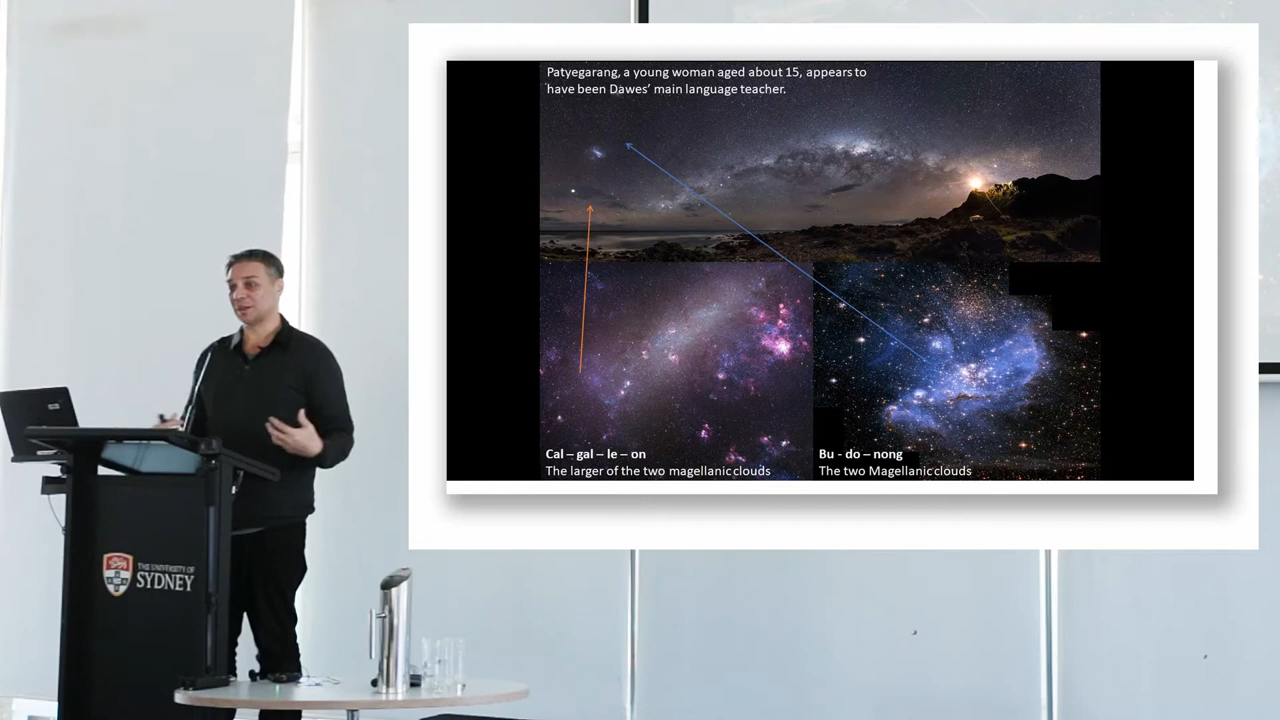 Patyegarang, a young woman aged about 15, appears to
have been Dawes’ main language teacher.
Cal – gal – le – on
The larger of the two magellanic clouds
Bu - do – nong
The two Magellanic clouds
THE UNIVERSITY OF
SYDNEY